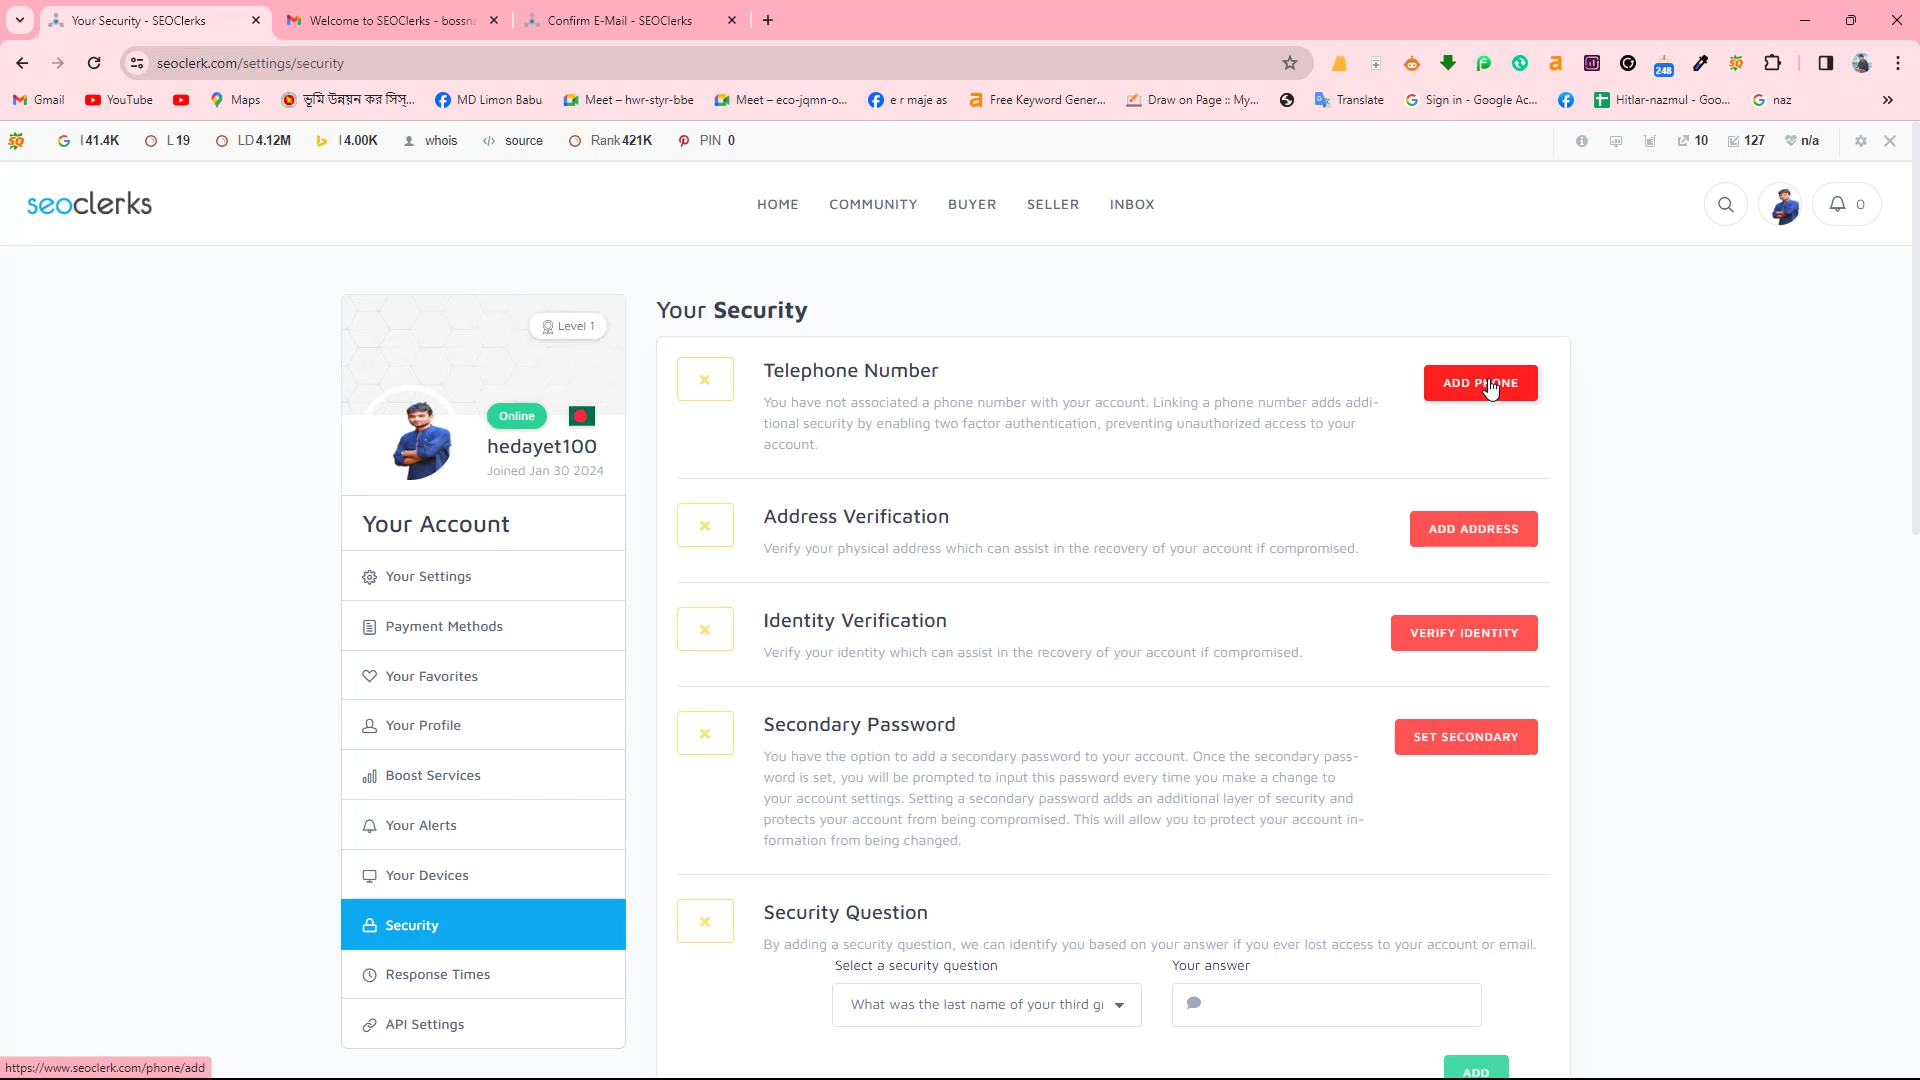 Your Security - SEOClerks
Welcome to SEOClerks - bossna
Confirm E-Mail - SEOClerks
seoclerk.com/settings/security
248
Gmail
YouTube
Maps
ভূমি উন্নয়ন কর সিস্...
MD Limon Babu
Meet – hwr-styr-bbe
Meet – eco-jqmn-o...
e r maje as
Free Keyword Gener...
Draw on Page :: My...
Translate
Sign in - Google Ac...
Hitlar-nazmul - Goo...
naz
I 41.4K
L 19
LD 4.12M
I 4.00K
whois
source
Rank 421K
PIN 0
10
127
n/a
seoclerks
HOME
COMMUNITY
BUYER
SELLER
INBOX
0
Level 1
Online
hedayet100
Joined Jan 30 2024
Your Account
Your Settings
Payment Methods
Your Favorites
Your Profile
Boost Services
Your Alerts
Your Devices
Security
Response Times
API Settings
Your Security
Telephone Number
You have not associated a phone number with your account. Linking a phone number adds addi-
tional security by enabling two factor authentication, preventing unauthorized access to your
account.
ADD PHONE
Address Verification
Verify your physical address which can assist in the recovery of your account if compromised.
ADD ADDRESS
Identity Verification
Verify your identity which can assist in the recovery of your account if compromised.
VERIFY IDENTITY
Secondary Password
You have the option to add a secondary password to your account. Once the secondary pass-
word is set, you will be prompted to input this password every time you make a change to
your account settings. Setting a secondary password adds an additional layer of security and
protects your account from being compromised. This will allow you to protect your account in-
formation from being changed.
SET SECONDARY
Security Question
By adding a security question, we can identify you based on your answer if you ever lost access to your account or email.
Select a security question
Your answer
What was the last name of your third gr
ADD
https://www.seoclerk.com/phone/add